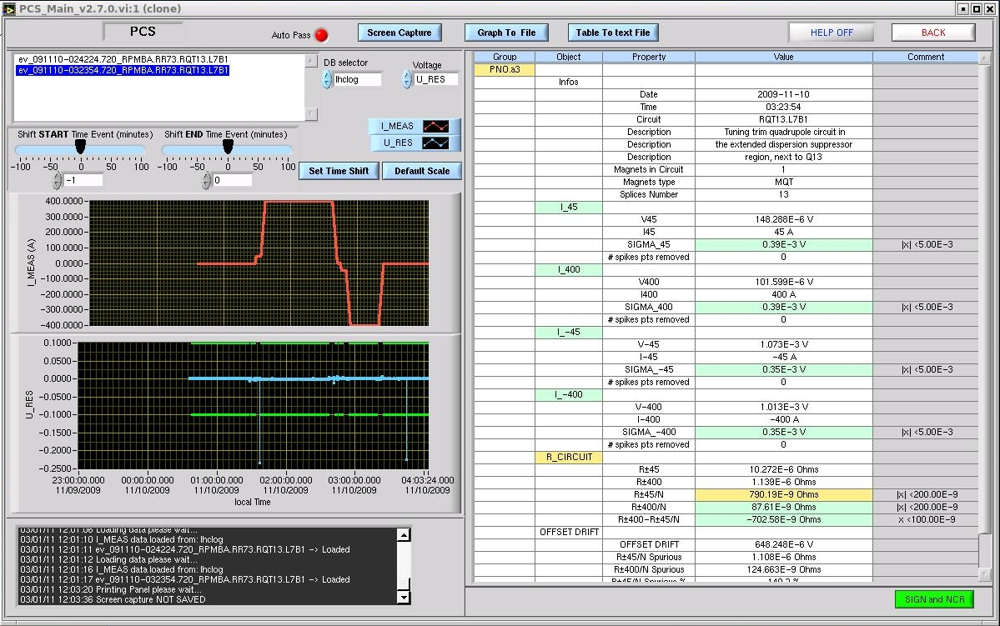 PCS_Main_v2.7.0.vi:1 (clone)
PCS
Auto Pass
Screen Capture
Graph To File
Table To text File
HELP OFF
BACK
ev_091110-024224.720_RPMBA.RR73.RQT13.L7B1
ev_091110-032354.720_RPMBA.RR73.RQT13.L7B1
DB selector
lhclog
Voltage
U_RES
I_MEAS
U_RES
Shift START Time Event (minutes)
-100 -50 0 50 100
-1
Shift END Time Event (minutes)
-100 -50 0 50 100
0
Set Time Shift
Default Scale
I_MEAS (A)
400.0000
300.0000
200.0000
100.0000
0.0000
-100.0000
-200.0000
-300.0000
-400.0000
U_RES
0.1000
0.0500
0.0000
-0.0500
-0.1000
-0.1500
-0.2000
-0.2500
23:00:00.000 00:00:00.000 01:00:00.000 02:00:00.000 03:00:00.000 04:03:24.000
11/09/2009 11/10/2009 11/10/2009 11/10/2009 11/10/2009 11/10/2009
local Time
03/01/11 12:01:06 Loading data please wait...
03/01/11 12:01:10 I_MEAS data loaded from: lhclog
03/01/11 12:01:11 ev_091110-024224.720_RPMBA.RR73.RQT13.L7B1 -> Loaded
03/01/11 12:01:12 Loading data please wait...
03/01/11 12:01:16 I_MEAS data loaded from: lhclog
03/01/11 12:01:17 ev_091110-032354.720_RPMBA.RR73.RQT13.L7B1 -> Loaded
03/01/11 12:03:20 Printing Panel please wait...
03/01/11 12:03:36 Screen capture NOT SAVED
Group Object Property Value Comment
PNO.a3
Infos
Date 2009-11-10
Time 03:23:54
Circuit RQT13.L7B1
Description Tuning trim quadrupole circuit in
Description the extended dispersion suppressor
Description region, next to Q13
Magnets in Circuit 1
Magnets type MQT
Splices Number 13
I_45
V45 148.288E-6 V
I45 45 A
SIGMA_45 0.39E-3 V |x| <5.00E-3
# spikes pts removed 0
I_400
V400 101.599E-6 V
I400 400 A
SIGMA_400 0.39E-3 V |x| <5.00E-3
# spikes pts removed 0
I_-45
V-45 1.073E-3 V
I-45 -45 A
SIGMA_-45 0.35E-3 V |x| <5.00E-3
# spikes pts removed 0
I_-400
V-400 1.013E-3 V
I-400 -400 A
SIGMA_-400 0.35E-3 V |x| <5.00E-3
# spikes pts removed 0
R_CIRCUIT
R±45 10.272E-6 Ohms
R±400 1.139E-6 Ohms
R±45/N 790.19E-9 Ohms |x| <200.00E-9
R±400/N 87.61E-9 Ohms |x| <200.00E-9
R±400-R±45/N -702.58E-9 Ohms x <100.00E-9
OFFSET DRIFT
OFFSET DRIFT 648.248E-6 V
R±45/N Spurious 1.108E-6 Ohms
R±400/N Spurious 124.663E-9 Ohms
R±45/N Spurious % 140.2 %
SIGN and NCR